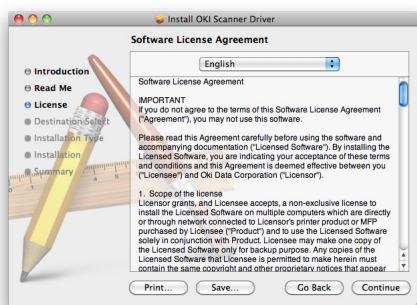 Install OKI Scanner Driver
Software License Agreement
English
Introduction
Read Me
License
Destination Select
Installation Type
Installation
Summary
Software License Agreement
IMPORTANT
If you do not agree to the terms of this Software License Agreement
("Agreement"), you may not use this software.
Please read this Agreement carefully before using the software and
accompanying documentation ("Licensed Software"). By installing the
Licensed Software, you are indicating your acceptance of these terms
and conditions and this Agreement is deemed effective between you
("Licensee") and Oki Data Corporation ("Licensor").
1. Scope of the license
Licensor grants, and Licensee accepts, a non-exclusive license to
install the Licensed Software on multiple computers which are directly
or through network connected to Licensor's printer product or MFP
purchased by Licensee ("Product") and to use the Licensed Software
solely in conjunction with Product. Licensee may make one copy of
the Licensed Software only for backup purpose. Any copies of the
Licensed Software that Licensee is permitted to make herein must
contain the same copyright and other proprietary notices that appear
Print...
Save...
Go Back
Continue